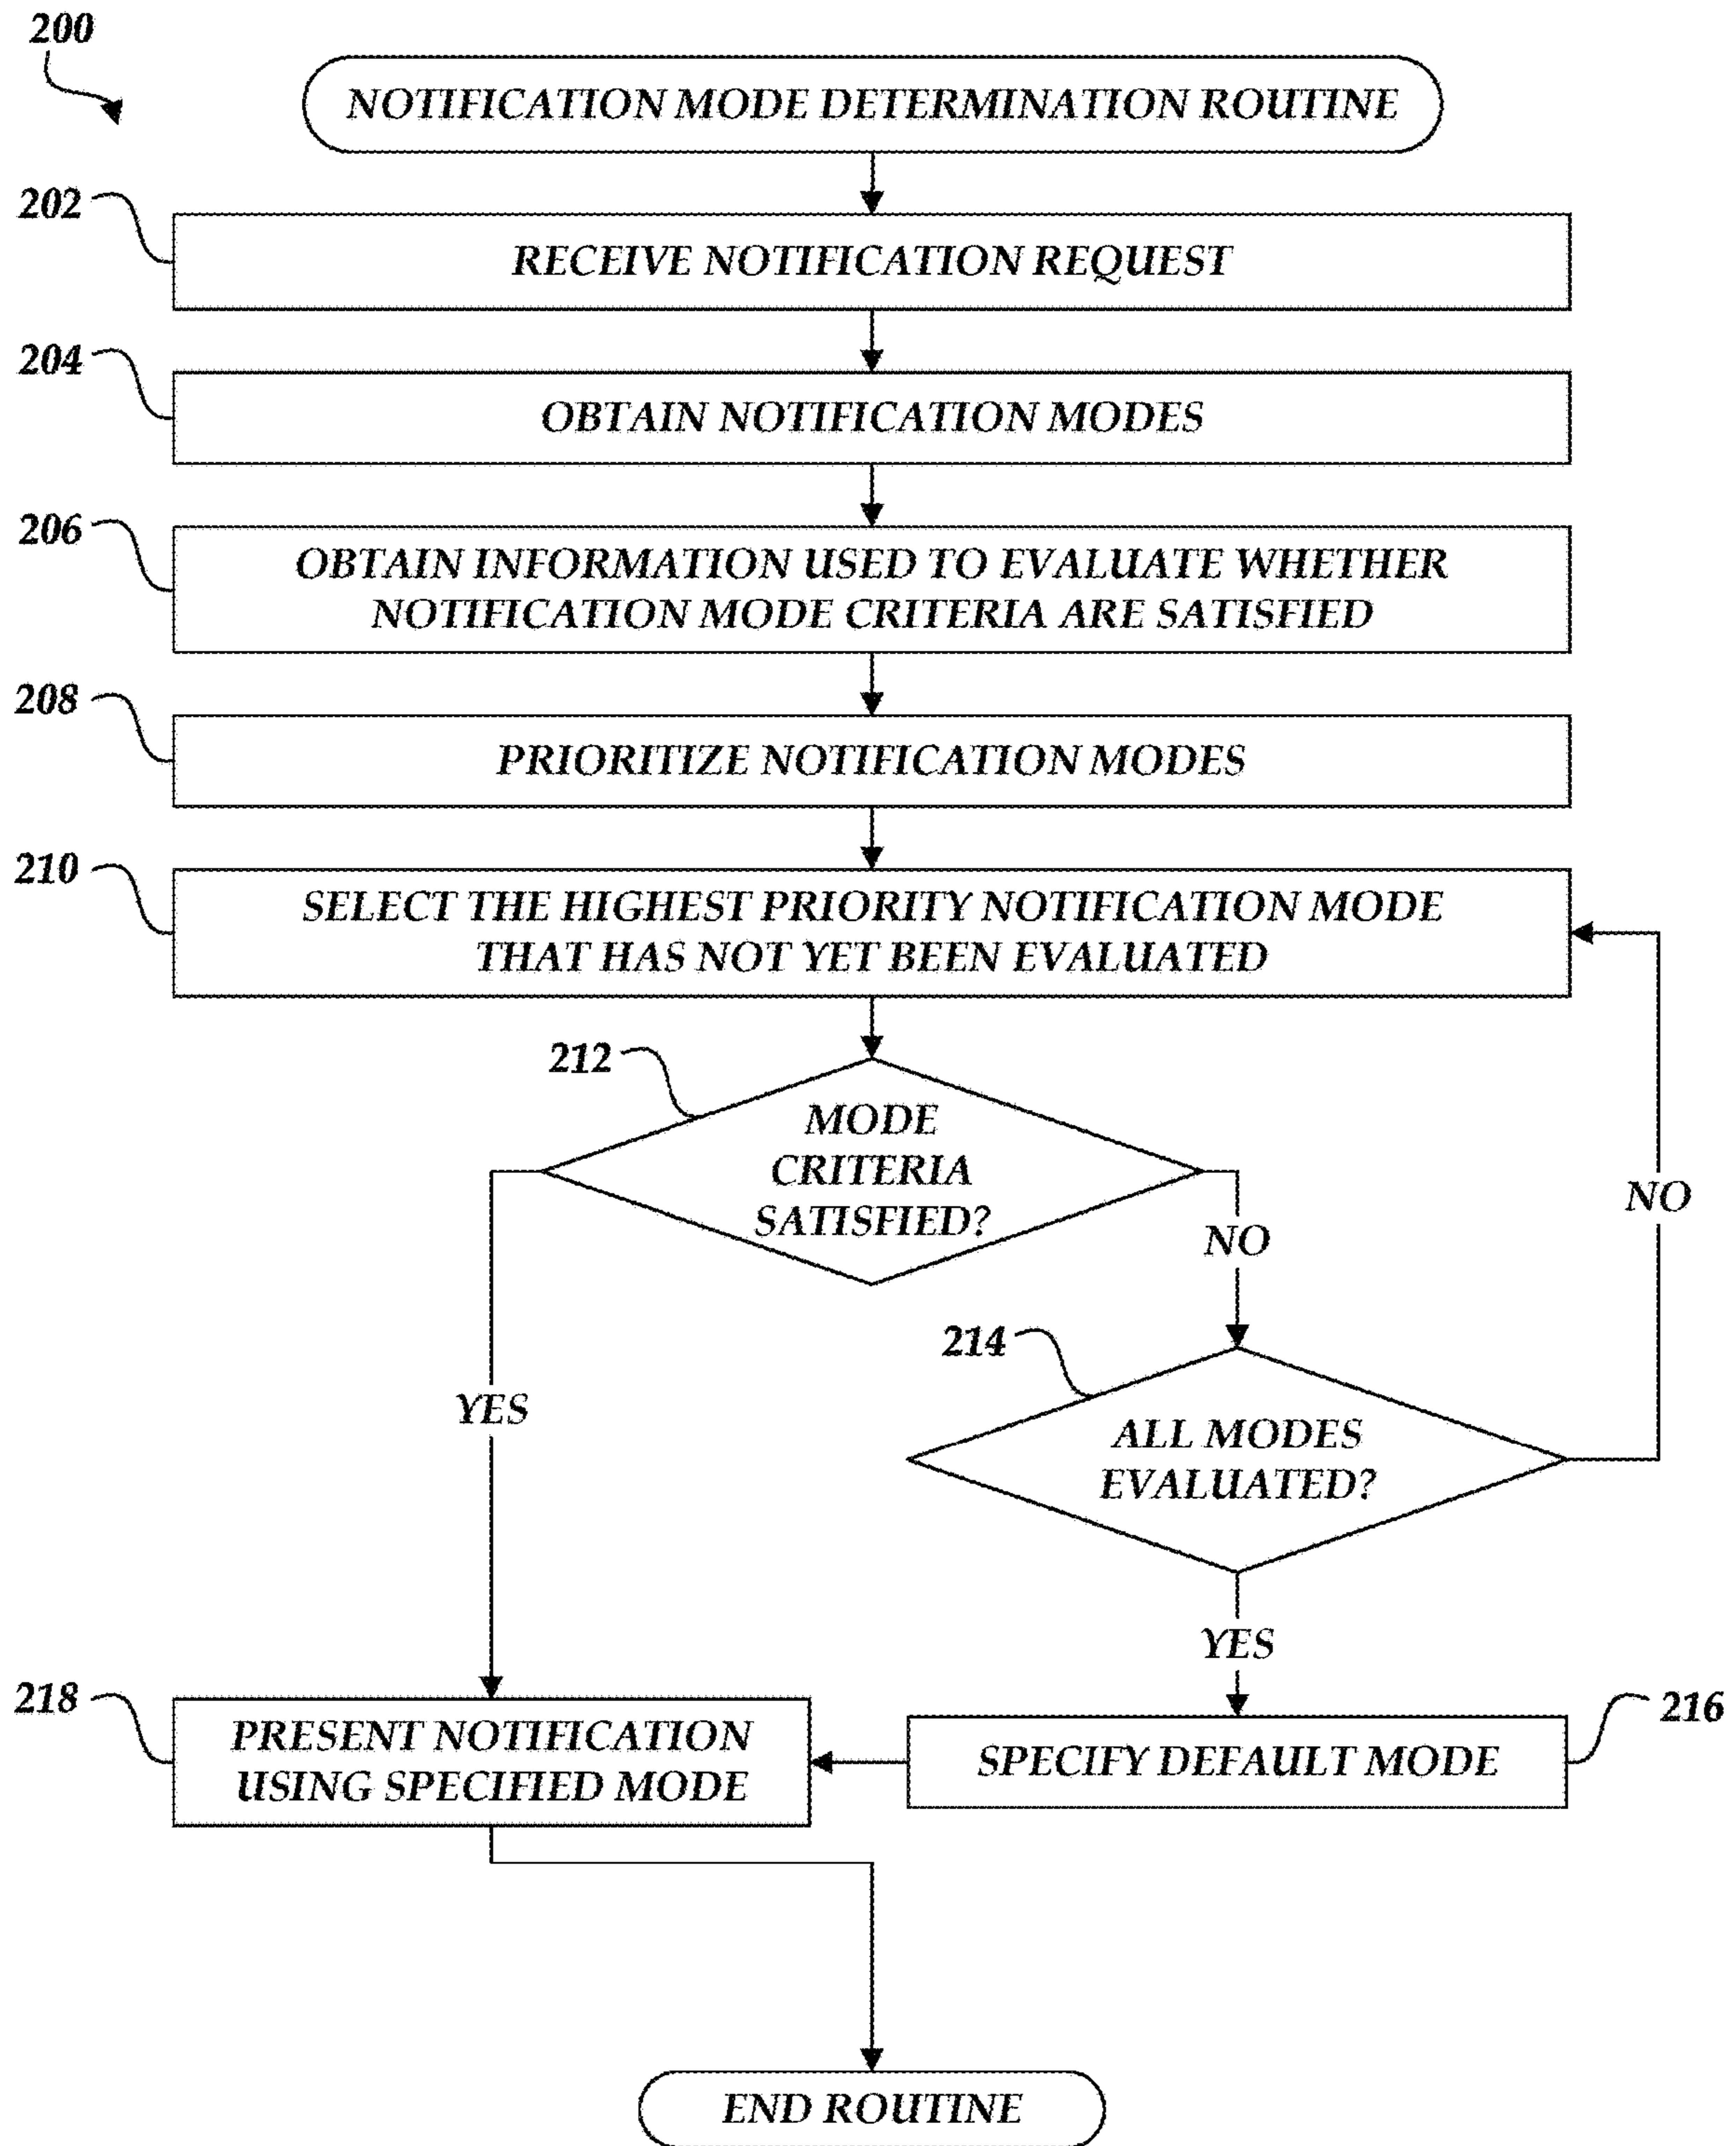 200
NOTIFICATION MODE DETERMINATION ROUTINE
202
RECEIVE NOTIFICATION REQUEST
204
OBTAIN NOTIFICATION MODES
206
OBTAIN INFORMATION USED TO EVALUATE WHETHER
NOTIFICATION MODE CRITERIA ARE SATISFIED
208
PRIORITIZE NOTIFICATION MODES
210
SELECT THE HIGHEST PRIORITY NOTIFICATION MODE
THAT HAS NOT YET BEEN EVALUATED
212
MODE
CRITERIA
SATISFIED?
NO
NO
214
ALL MODES
EVALUATED?
YES
YES
218
PRESENT NOTIFICATION
USING SPECIFIED MODE
216
SPECIFY DEFAULT MODE
END ROUTINE